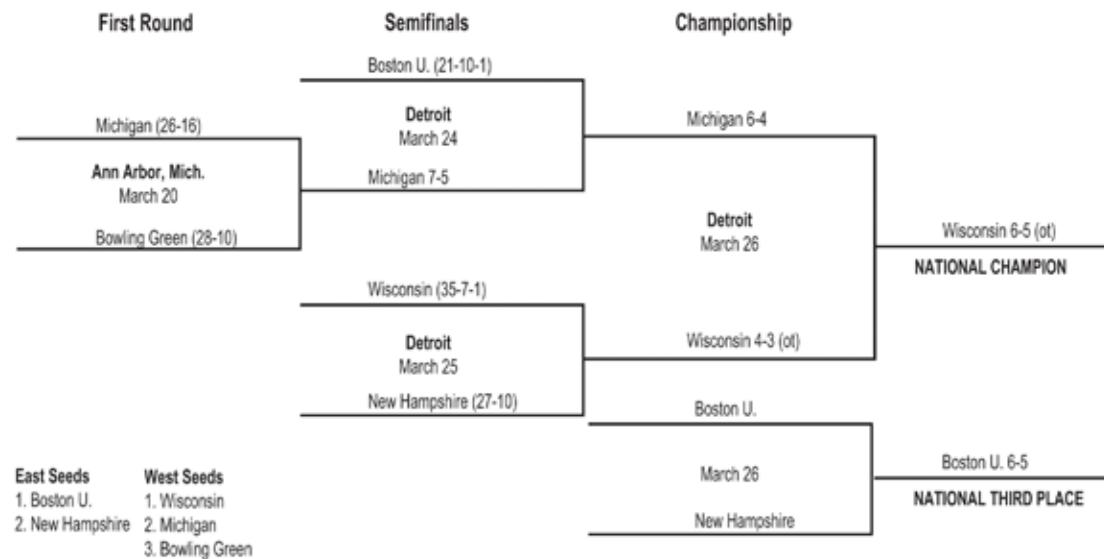 First Round
Semifinals
Championship
Boston U. (21-10-1)
Detroit
March 24
Michigan (26-16)
Michigan 6-4
Ann Arbor, Mich.
March 20
Michigan 7-5
Bowling Green (28-10)
Detroit
March 26
Wisconsin 6-5 (ot)
NATIONAL CHAMPION
Wisconsin (35-7-1)
Detroit
March 25
Wisconsin 4-3 (ot)
New Hampshire (27-10)
Boston U.
March 26
Boston U. 6-5
NATIONAL THIRD PLACE
New Hampshire
East Seeds
1. Boston U.
2. New Hampshire
West Seeds
1. Wisconsin
2. Michigan
3. Bowling Green